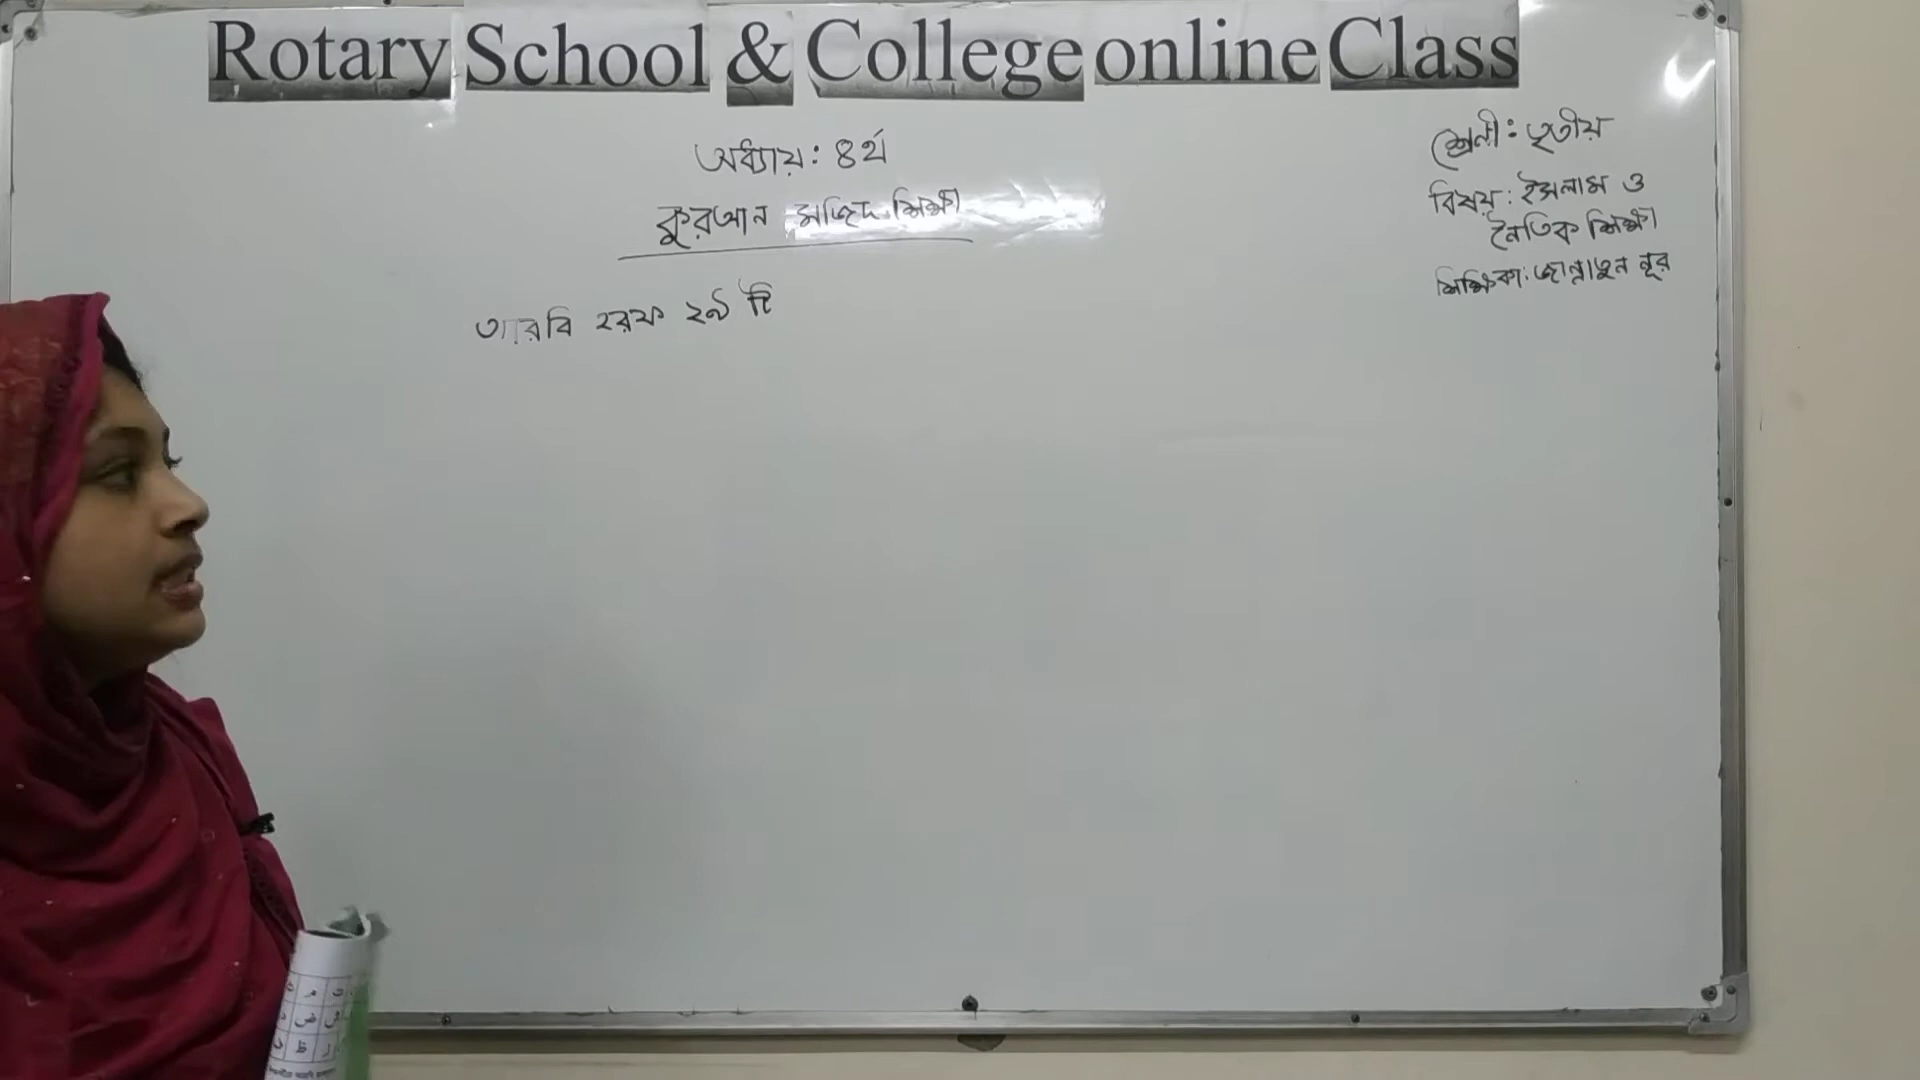 Rotary School & College online Class
অধ্যায়: ৪র্থ
কুরআন মজিদ শিক্ষা
আরবি হরফ ২৯ টি
শ্রেনী: তৃতীয়
বিষয়: ইসলাম ও
নৈতিক শিক্ষা
শিক্ষিকা: জান্নাতুন নূর